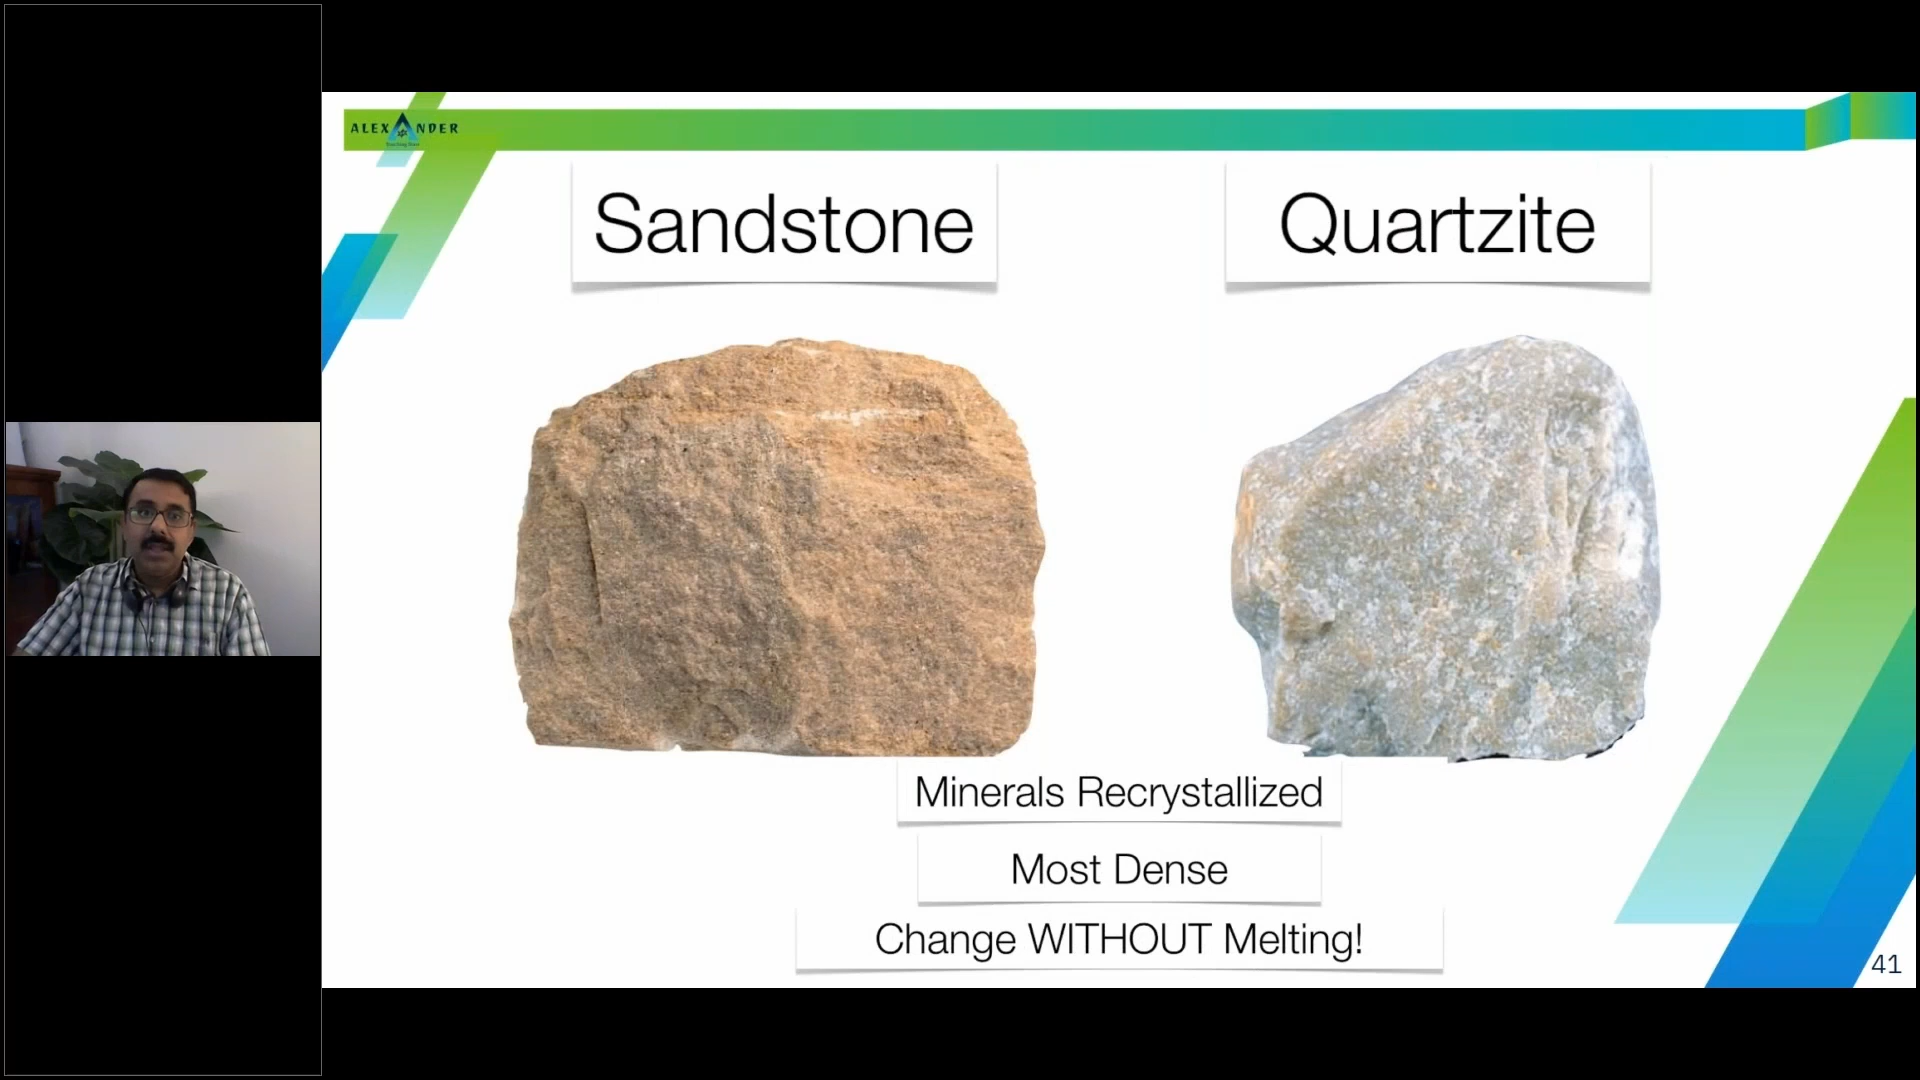 ALEXANDER
Sandstone
Quartzite
Minerals Recrystallized
Most Dense
Change WITHOUT Melting!
41